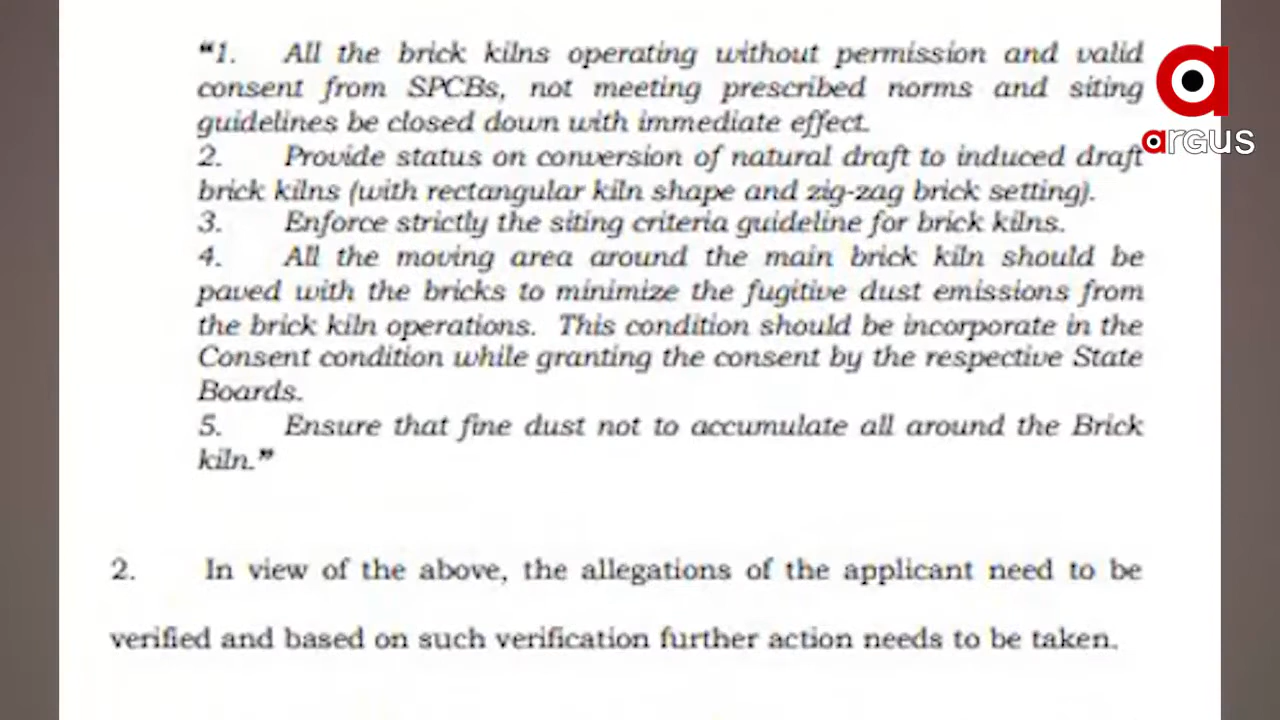 “1. All the brick kilns operating without permission and valid
consent from SPCBs, not meeting prescribed norms and siting
guidelines be closed down with immediate effect.
2. Provide status on conversion of natural draft to induced draft
brick kilns (with rectangular kiln shape and zig-zag brick setting).
3. Enforce strictly the siting criteria guideline for brick kilns.
4. All the moving area around the main brick kiln should be
paved with the bricks to minimize the fugitive dust emissions from
the brick kiln operations. This condition should be incorporate in the
Consent condition while granting the consent by the respective State
Boards.
5. Ensure that fine dust not to accumulate all around the Brick
kiln.”
2. In view of the above, the allegations of the applicant need to be
verified and based on such verification further action needs to be taken.
a
argus